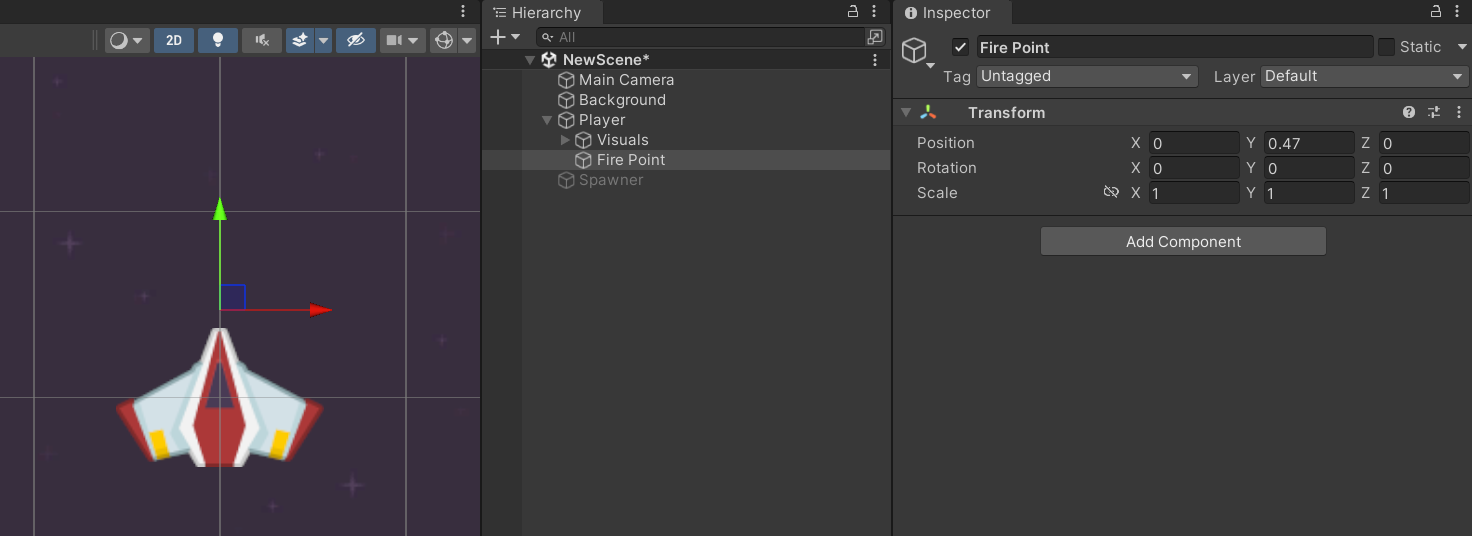 2D
Hierarchy
All
NewScene*
Main Camera
Background
Player
Visuals
Fire Point
Spawner
Inspector
Fire Point
Static
Tag Untagged Layer Default
Transform
Position X 0 Y 0.47 Z 0
Rotation X 0 Y 0 Z 0
Scale X 1 Y 1 Z 1
Add Component